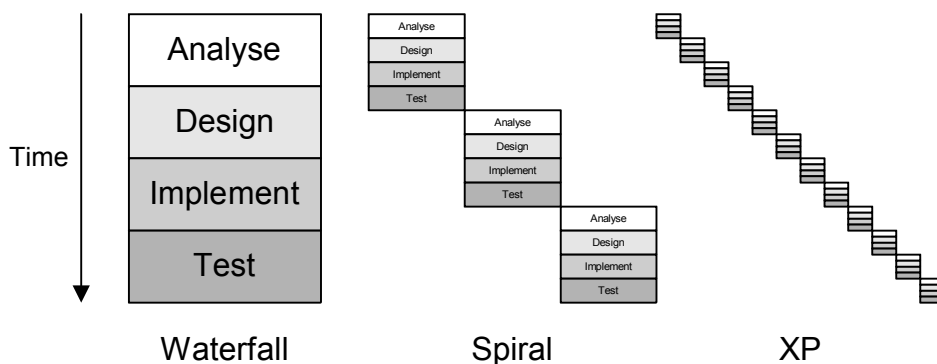 Time
Analyse
Design
Implement
Test
Waterfall
Analyse
Design
Implement
Test
Analyse
Design
Implement
Test
Analyse
Design
Implement
Test
Spiral
XP